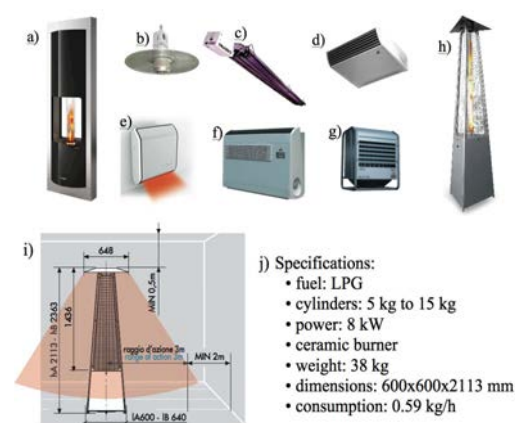 a)
b)
c)
d)
h)
e)
f)
g)
i)
648
MIN 0,5m
hA 2113 - hB 2363
1436
raggio d'azione 3m
range of action 3m
MIN 2m
lA600 - lB 640
j) Specifications:
• fuel: LPG
• cylinders: 5 kg to 15 kg
• power: 8 kW
• ceramic burner
• weight: 38 kg
• dimensions: 600x600x2113 mm
• consumption: 0.59 kg/h